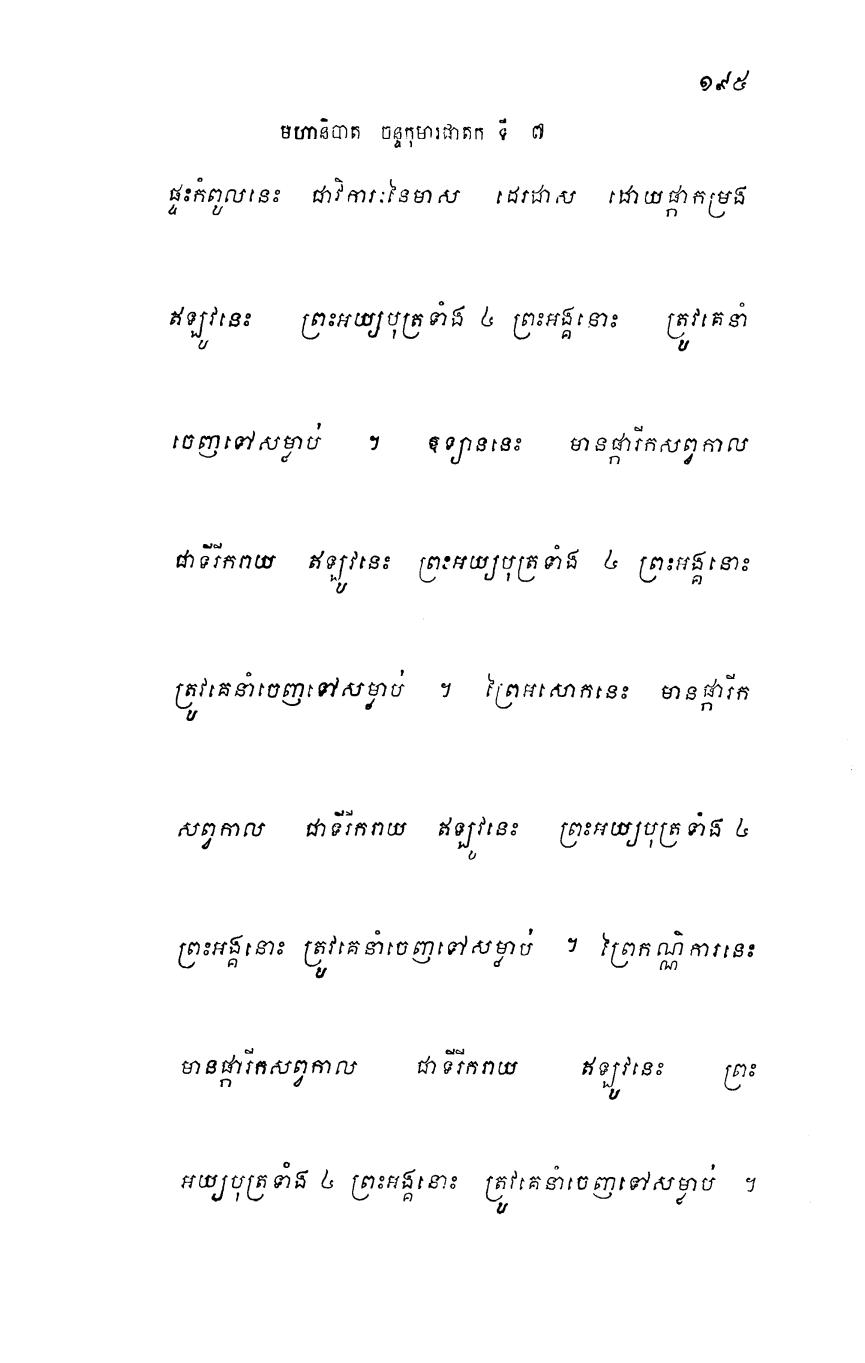 ១៩៥
មហានិបាត ចន្ទកុមារជាតក ទី ៧
ផ្ទះកំពូលនេះ ជាវិការៈនៃមាស ដេរដាស ដោយផ្កាកម្រង
ឥឡូវនេះ ព្រះអយ្យបុត្រទាំង ៤ ព្រះអង្គនោះ ត្រូវគេនាំ
ចេញទៅសម្លាប់ ។ ឧទ្យាននេះ មានផ្ការីកសព្វកាល
ជាទីរីករាយ ឥឡូវនេះ ព្រះអយ្យបុត្រទាំង ៤ ព្រះអង្គនោះ
ត្រូវគេនាំចេញទៅសម្លាប់ ។ ព្រៃអសោកនេះ មានផ្ការីក
សព្វកាល ជាទីរីករាយ ឥឡូវនេះ ព្រះអយ្យបុត្រទាំង ៤
ព្រះអង្គនោះ ត្រូវគេនាំចេញទៅសម្លាប់ ។ ព្រៃកណ្ណិការនេះ
មានផ្ការីកសព្វកាល ជាទីរីករាយ ឥឡូវនេះ ព្រះ
អយ្យបុត្រទាំង ៤ ព្រះអង្គនោះ ត្រូវគេនាំចេញទៅសម្លាប់ ។